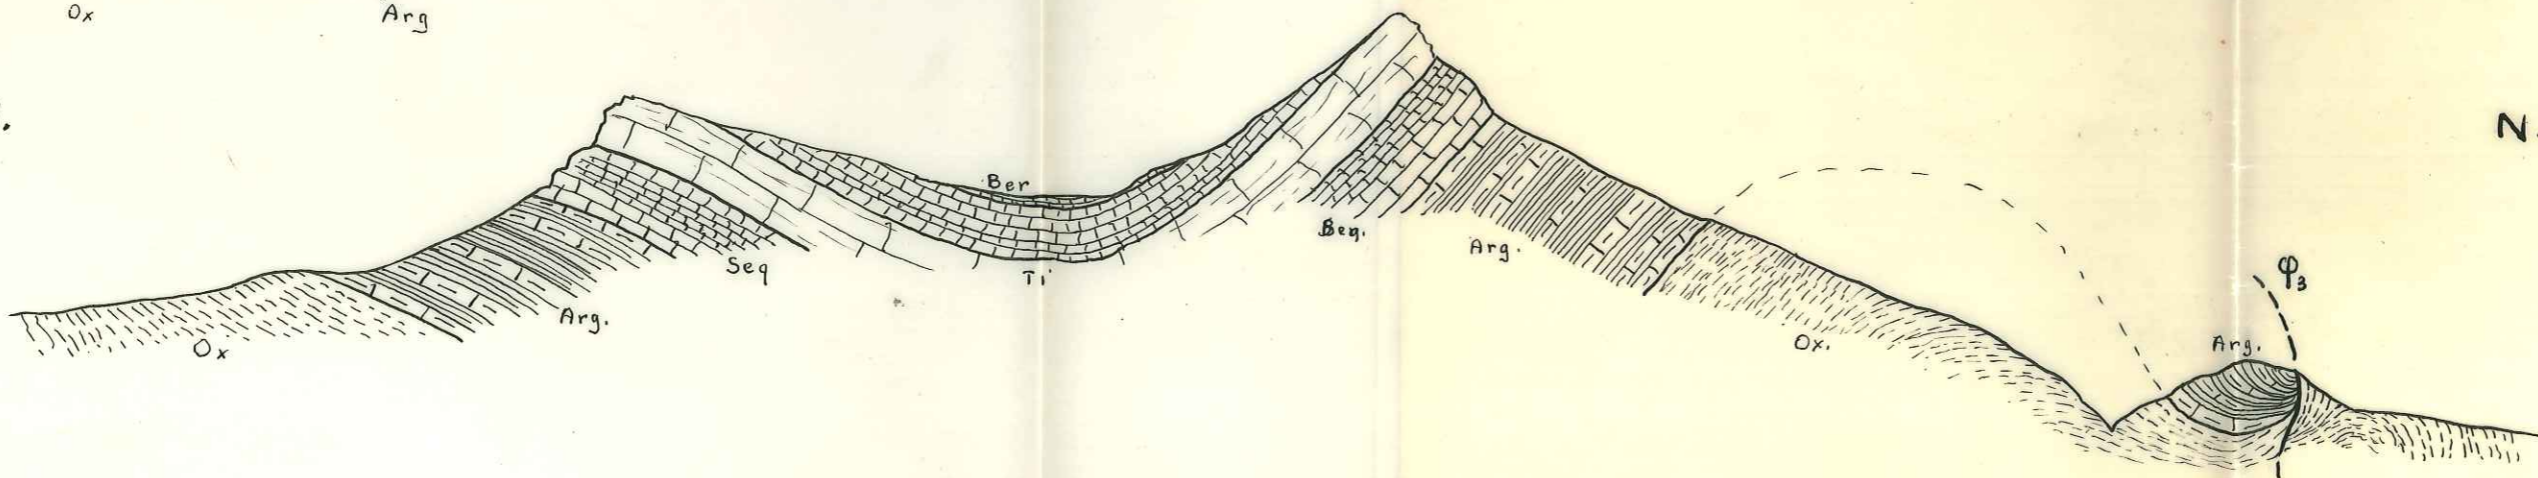 Ox Arg
N.
Ber
φ₃
Seq Ti Beq. Arg.
Arg. Arg.
Ox Ox.